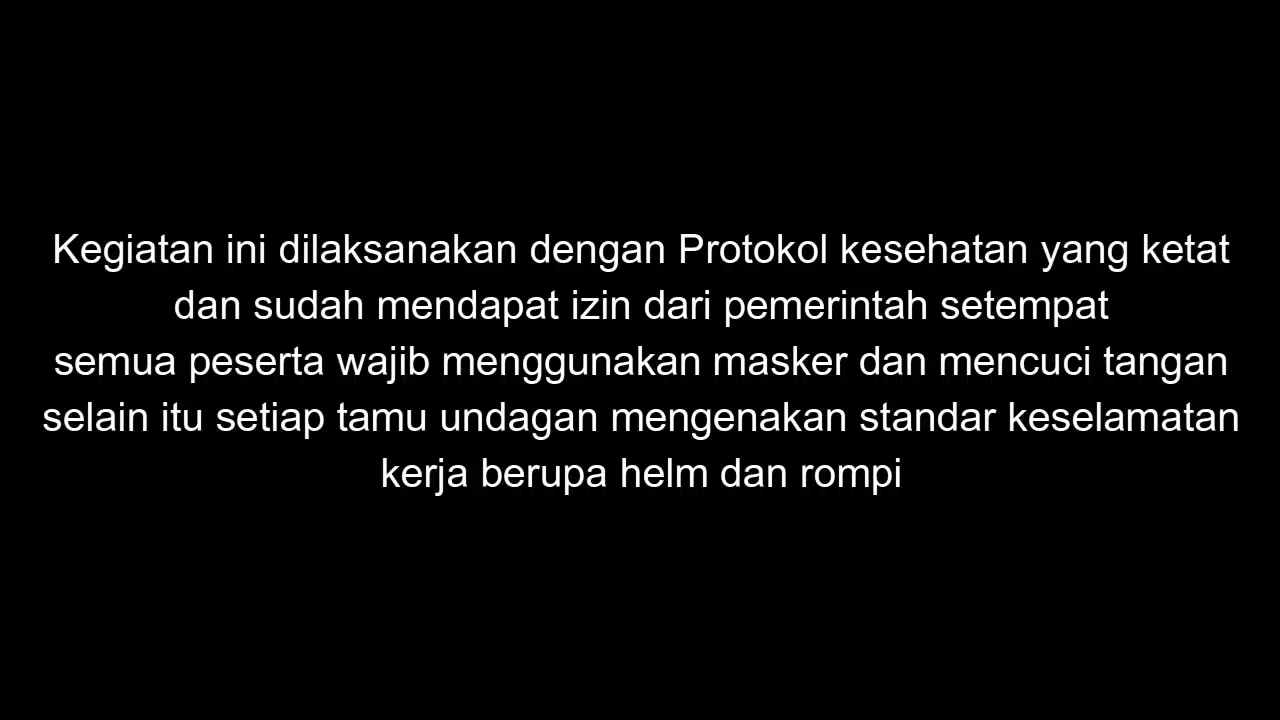 Kegiatan ini dilaksanakan dengan Protokol kesehatan yang ketat
dan sudah mendapat izin dari pemerintah setempat
semua peserta wajib menggunakan masker dan mencuci tangan
selain itu setiap tamu undagan mengenakan standar keselamatan
kerja berupa helm dan rompi